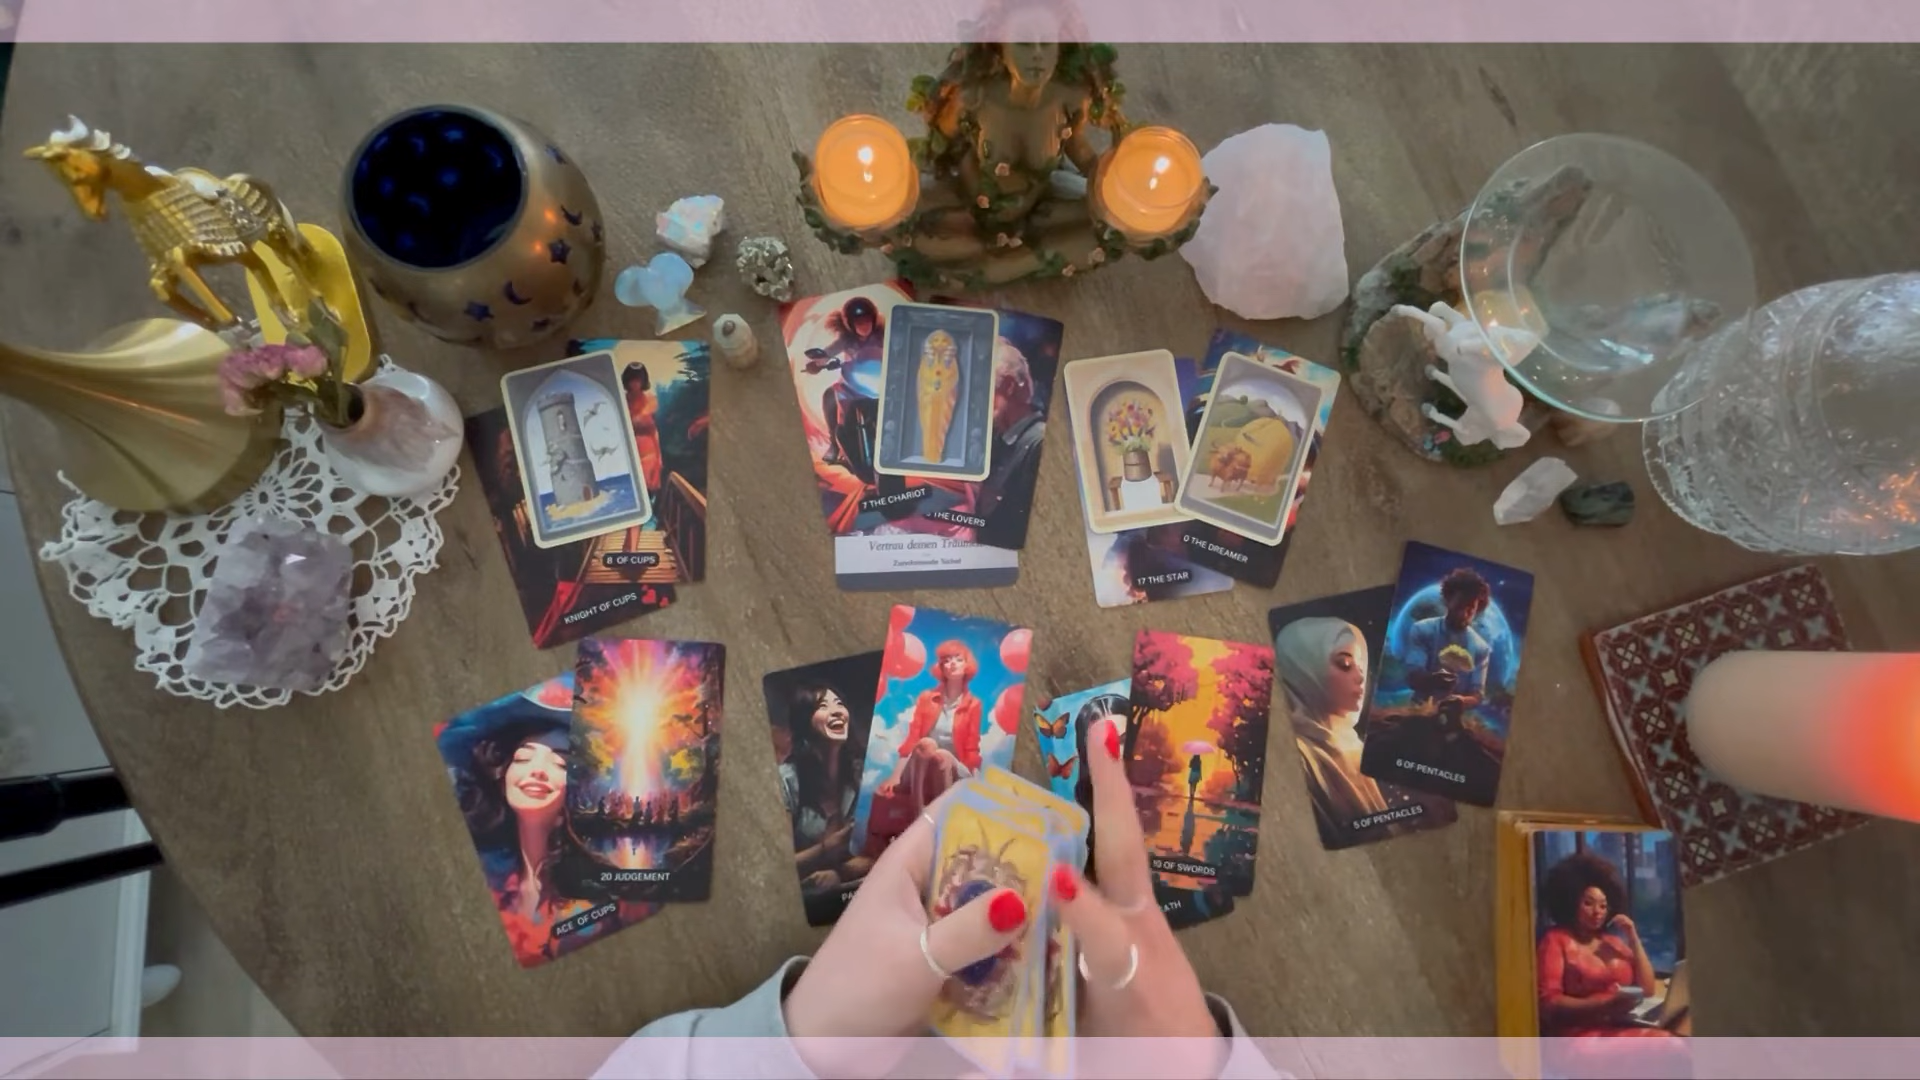 8 OF CUPS
KNIGHT OF CUPS
7 THE CHARIOT
THE LOVERS
Vertrau deinen Träumen
0 THE DREAMER
17 THE STAR
20 JUDGEMENT
ACE OF CUPS
10 OF SWORDS
6 OF PENTACLES
5 OF PENTACLES